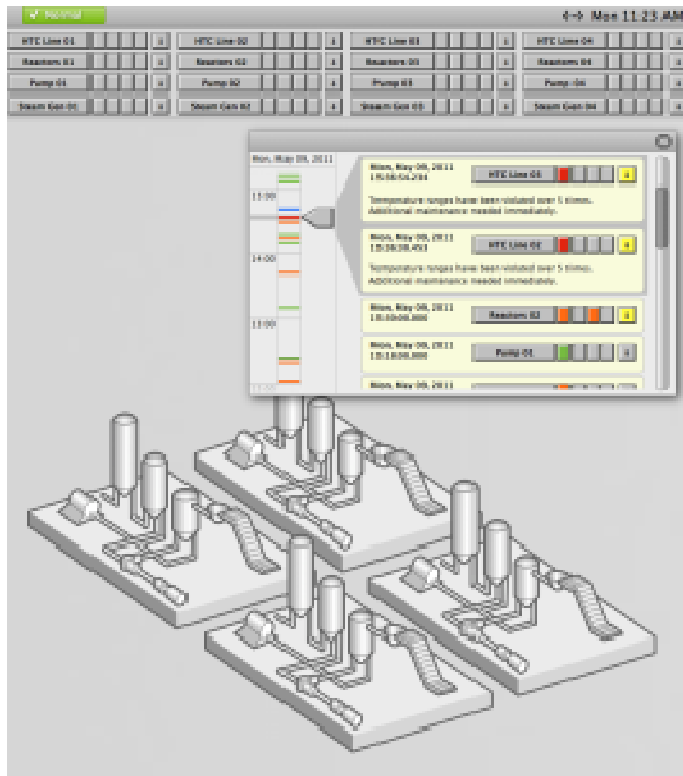 Normal
Mon 11:23 AM
HTC Line 01
HTC Line 02
HTC Line 03
HTC Line 04
Reactors 01
Reactors 02
Reactors 03
Reactors 04
Pump 01
Pump 02
Pump 03
Pump 04
Steam Gen 01
Steam Gen 02
Steam Gen 03
Steam Gen 04
Mon, May 09, 2011
14:00
Mon, May 09, 2011
HTC Line 03
Temperature ranges have been violated over 5 times.
Additional maintenance needed immediately.
Mon, May 09, 2011
HTC Line 02
Temperature ranges have been violated over 5 times.
Additional maintenance needed immediately.
Mon, May 09, 2011
Reactors 02
Mon, May 09, 2011
Pump 01
Mon, May 09, 2011